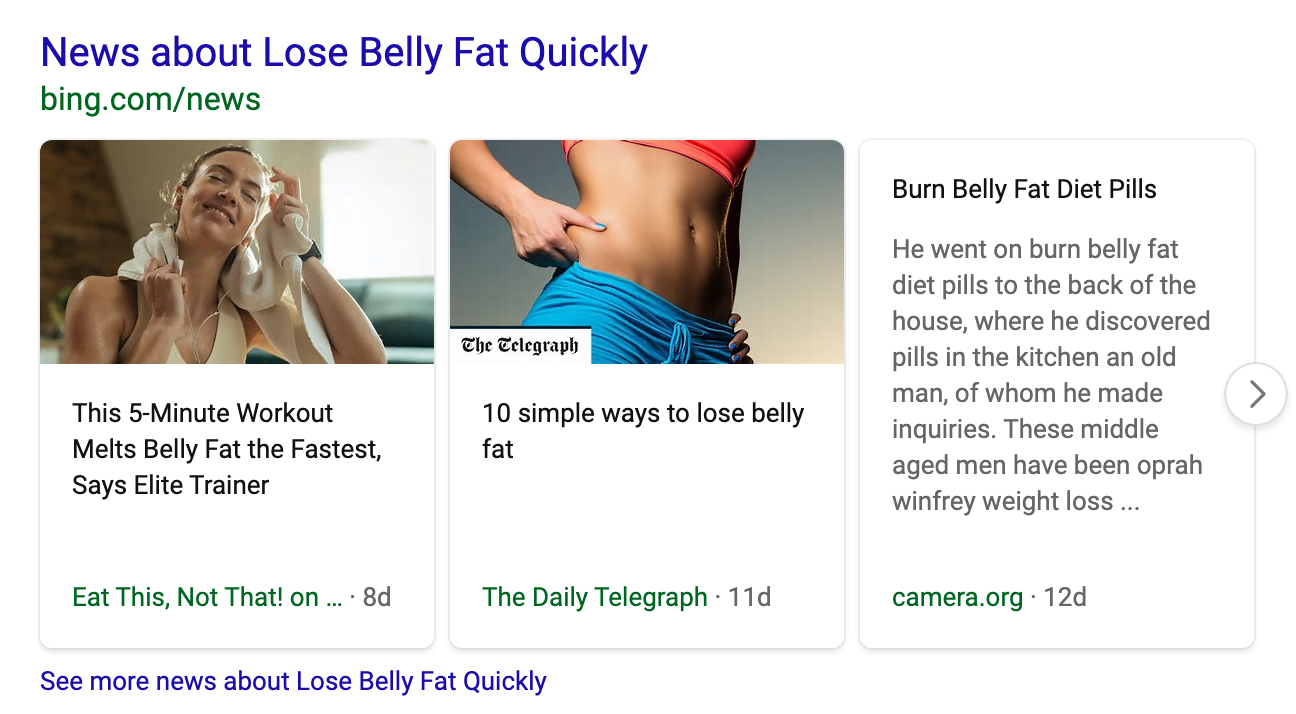 News about Lose Belly Fat Quickly
bing.com/news
The Telegraph
This 5-Minute Workout
Melts Belly Fat the Fastest,
Says Elite Trainer
Eat This, Not That! on ... · 8d
10 simple ways to lose belly
fat
The Daily Telegraph · 11d
Burn Belly Fat Diet Pills
He went on burn belly fat
diet pills to the back of the
house, where he discovered
pills in the kitchen an old
man, of whom he made
inquiries. These middle
aged men have been oprah
winfrey weight loss ...
camera.org · 12d
See more news about Lose Belly Fat Quickly